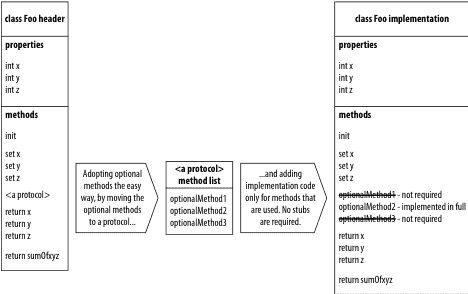 class Foo header
properties
int x
int y
int z
methods
init
set x
set y
set z
<a protocol>
return x
return y
return z
return sumOfxyz
Adopting optional
methods the easy
way, by moving the
optional methods
to a protocol...
<a protocol>
method list
optionalMethod1
optionalMethod2
optionalMethod3
...and adding
implementation code
only for methods that
are used. No stubs
are required.
class Foo implementation
properties
int x
int y
int z
methods
init
set x
set y
set z
optionalMethod1 - not required
optionalMethod2 - implemented in full
optionalMethod3 - not required
return x
return y
return z
return sumOfxyz